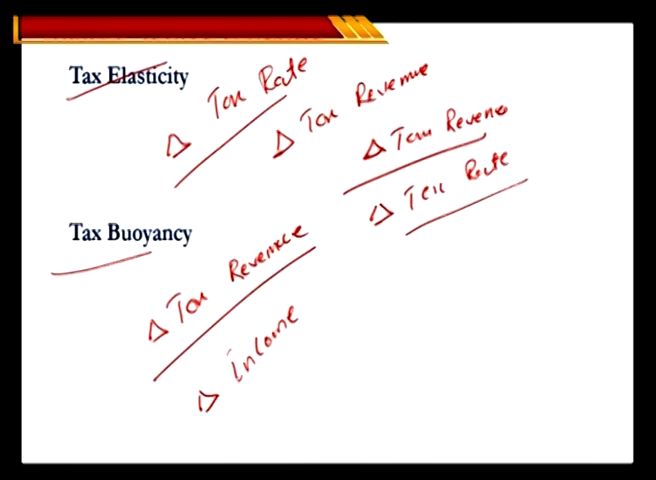 Tax Elasticity
Δ Tax Rate
Δ Tax Revenue
Δ Tax Revenue
Δ Tax Rate
Tax Buoyancy
Δ Tax Revenue
Δ income